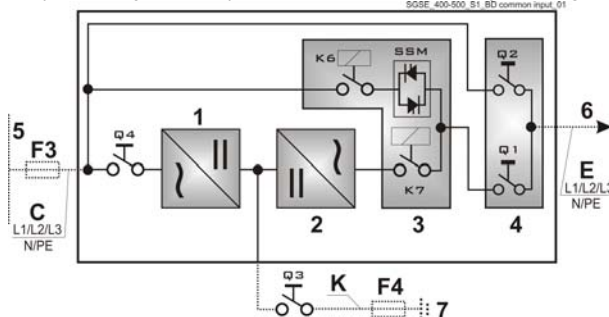 SGSE_400-500_S1_BD common input_01
K6
SSM
Q2
5
F3
Q4
1
6
K7
Q1
C
L1/L2/L3
N/PE
2
3
4
E
L1/L2/L3
N/PE
Q3
K
F4
7